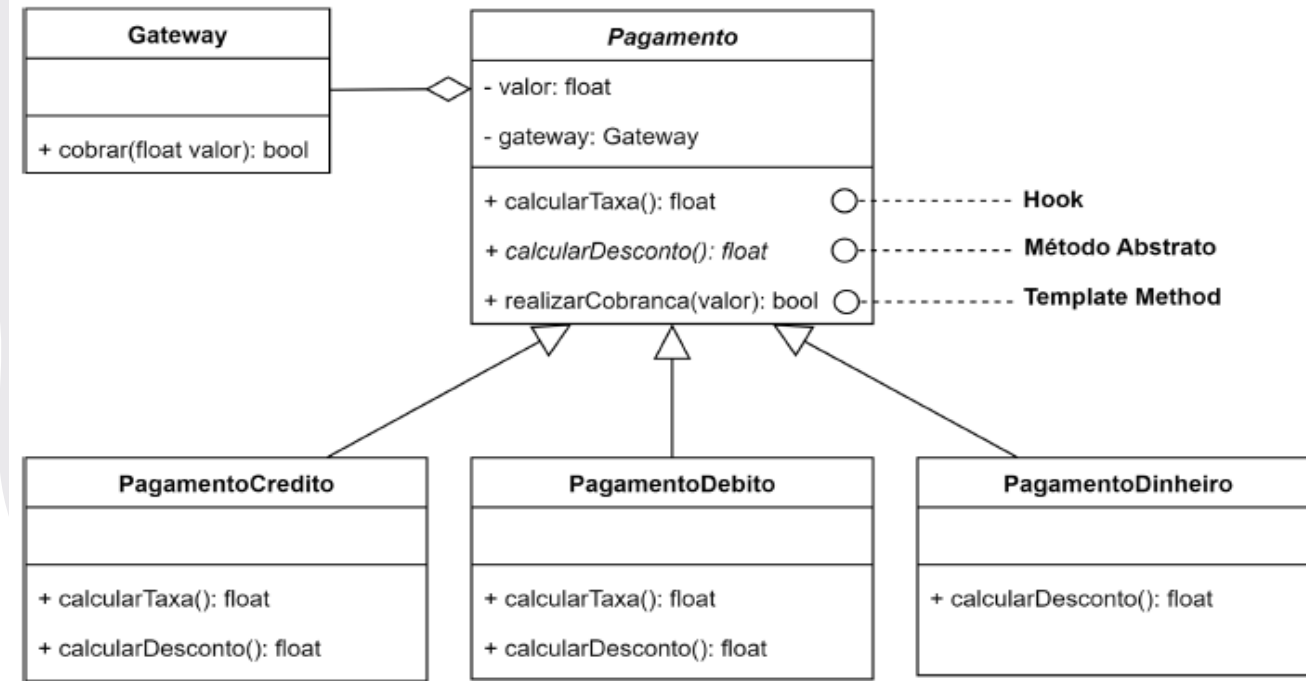 Gateway
+ cobrar(float valor): bool
Pagamento
- valor: float
- gateway: Gateway
+ calcularTaxa(): float
Hook
+ calcularDesconto(): float
Método Abstrato
+ realizarCobranca(valor): bool
Template Method
PagamentoCredito
+ calcularTaxa(): float
+ calcularDesconto(): float
PagamentoDebito
+ calcularTaxa(): float
+ calcularDesconto(): float
PagamentoDinheiro
+ calcularDesconto(): float